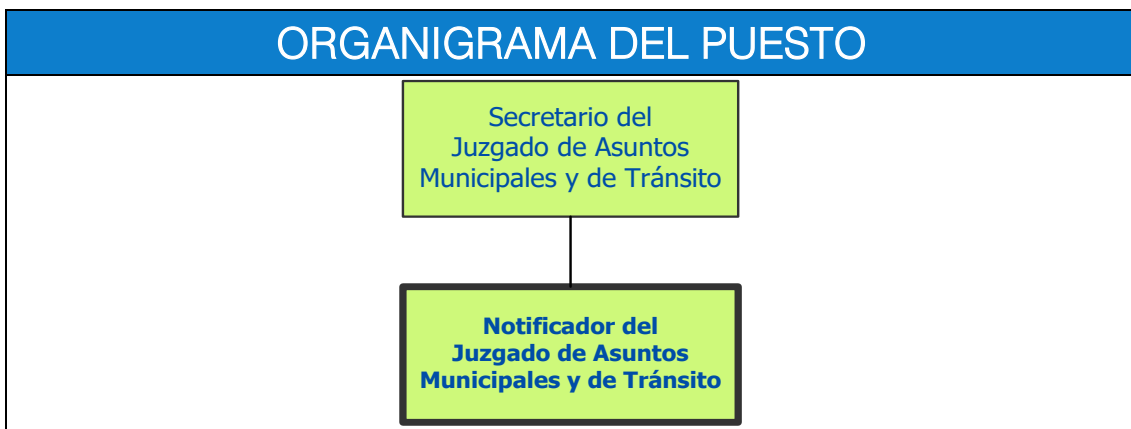 ORGANIGRAMA DEL PUESTO
Secretario del
Juzgado de Asuntos
Municipales y de Tránsito
Notificador del
Juzgado de Asuntos
Municipales y de Tránsito